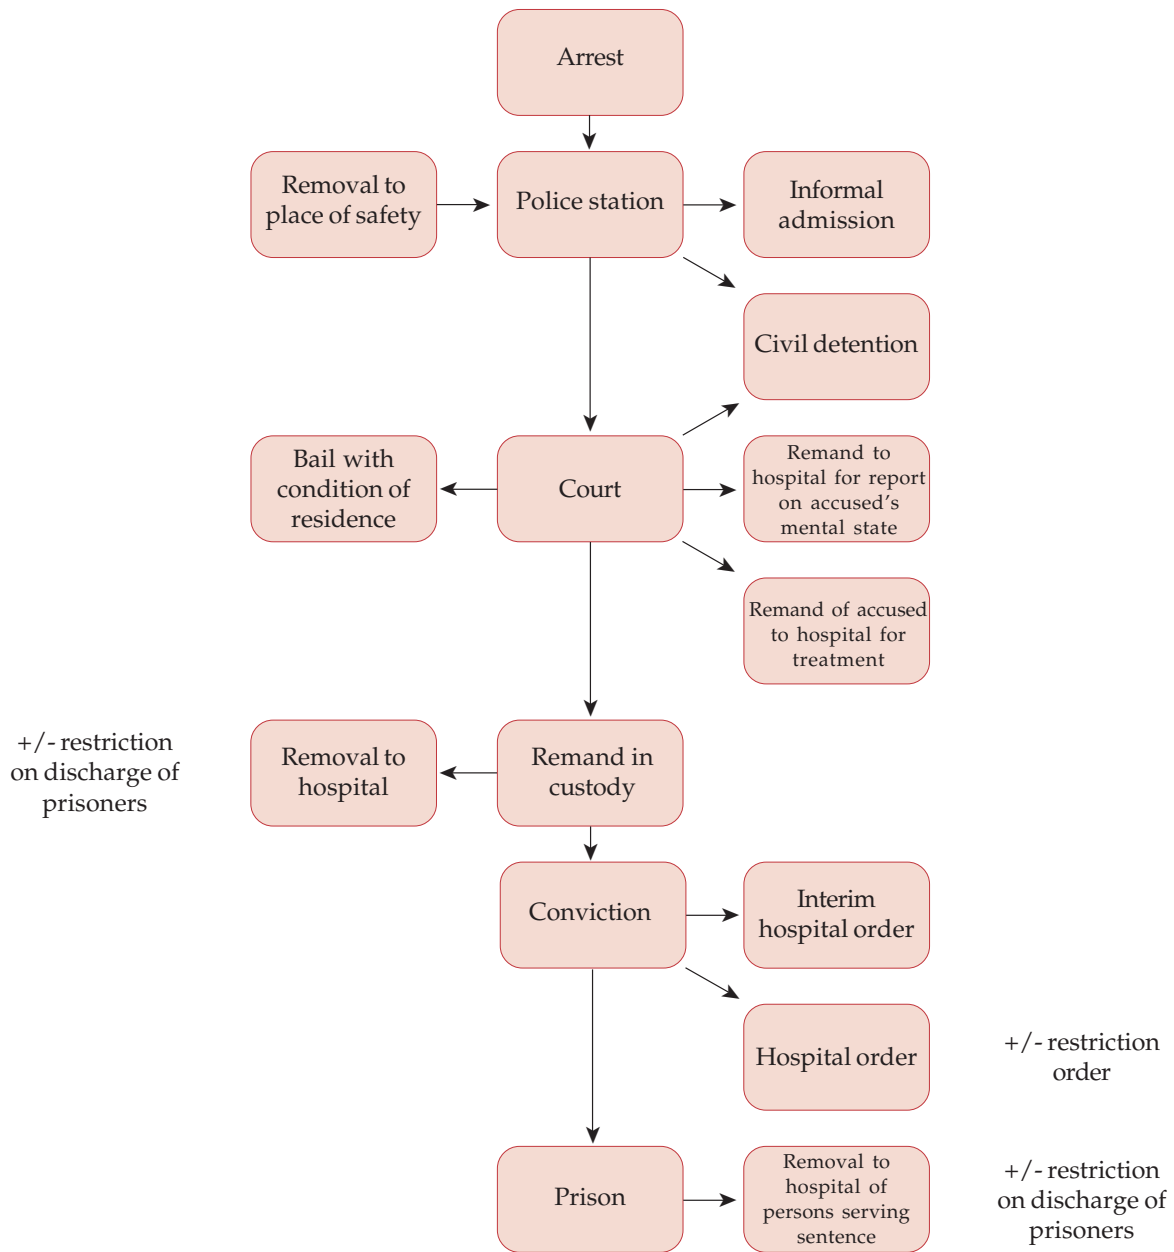 Arrest
Removal to
place of safety
Police station
Informal
admission
Civil detention
Bail with
condition of
residence
Court
Remand to
hospital for report
on accused's
mental state
Remand of accused
to hospital for
treatment
+/- restriction
on discharge of
prisoners
Removal to
hospital
Remand in
custody
Conviction
Interim
hospital order
Hospital order
+/- restriction
order
Prison
Removal to
hospital of
persons serving
sentence
+/- restriction
on discharge of
prisoners